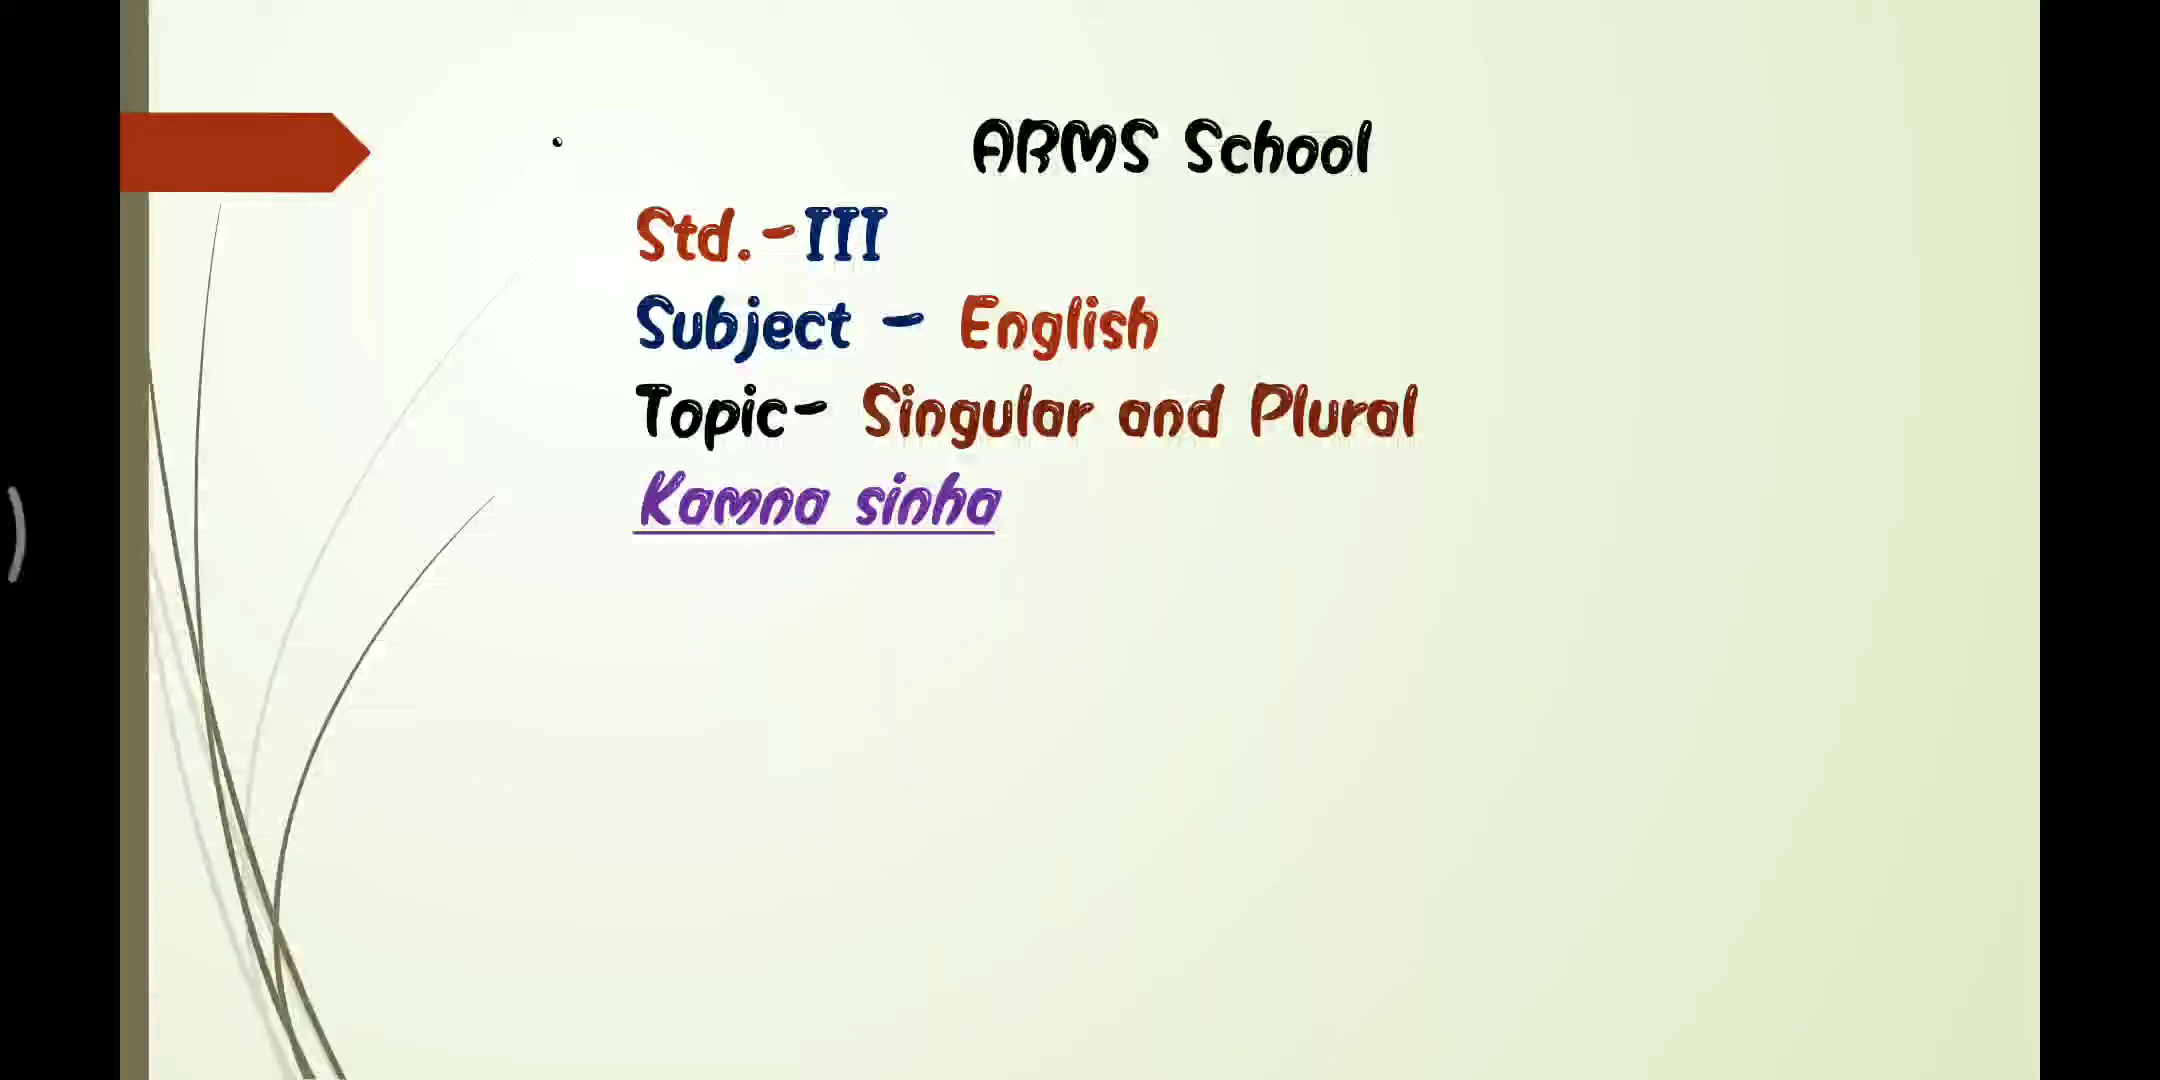 ARMS School
Std.-III
Subject - English
Topic- Singular and Plural
Kamna sinha